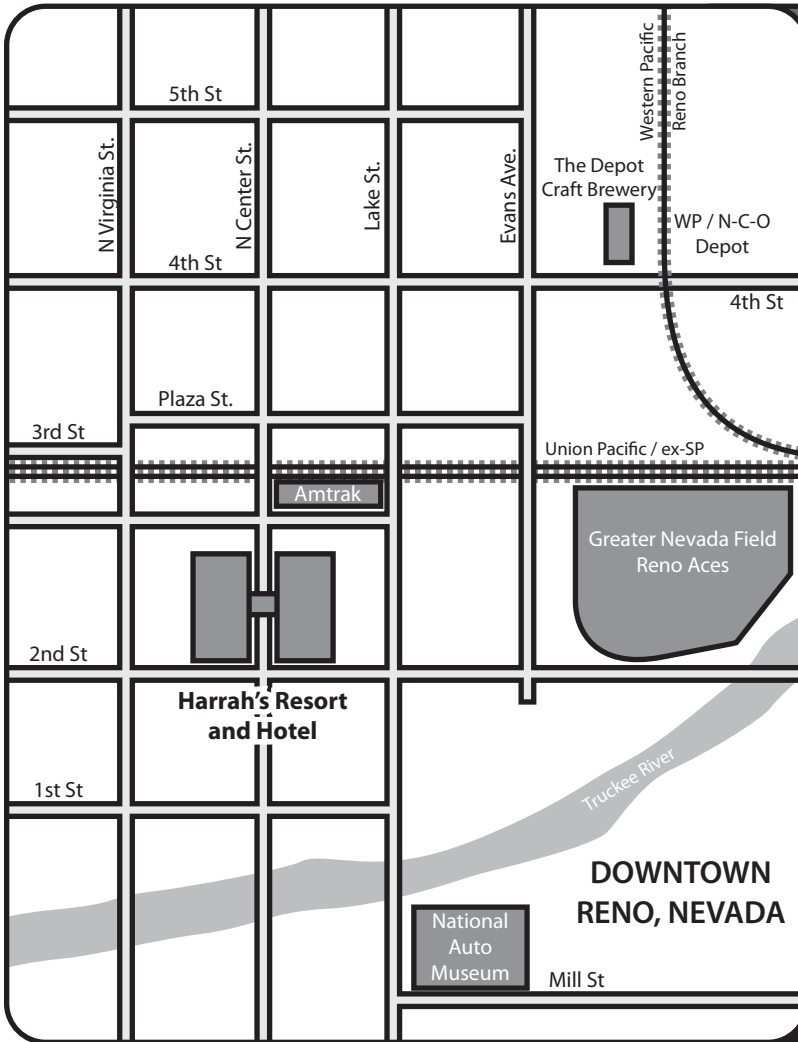 Western Pacific
Reno Branch
5th St
N Virginia St.
N Center St.
Lake St.
Evans Ave.
The Depot
Craft Brewery
WP / N-C-O
Depot
4th St
4th St
Plaza St.
3rd St
Union Pacific / ex-SP
Amtrak
Greater Nevada Field
Reno Aces
2nd St
Harrah's Resort
and Hotel
1st St
Truckee River
DOWNTOWN
RENO, NEVADA
National
Auto
Museum
Mill St